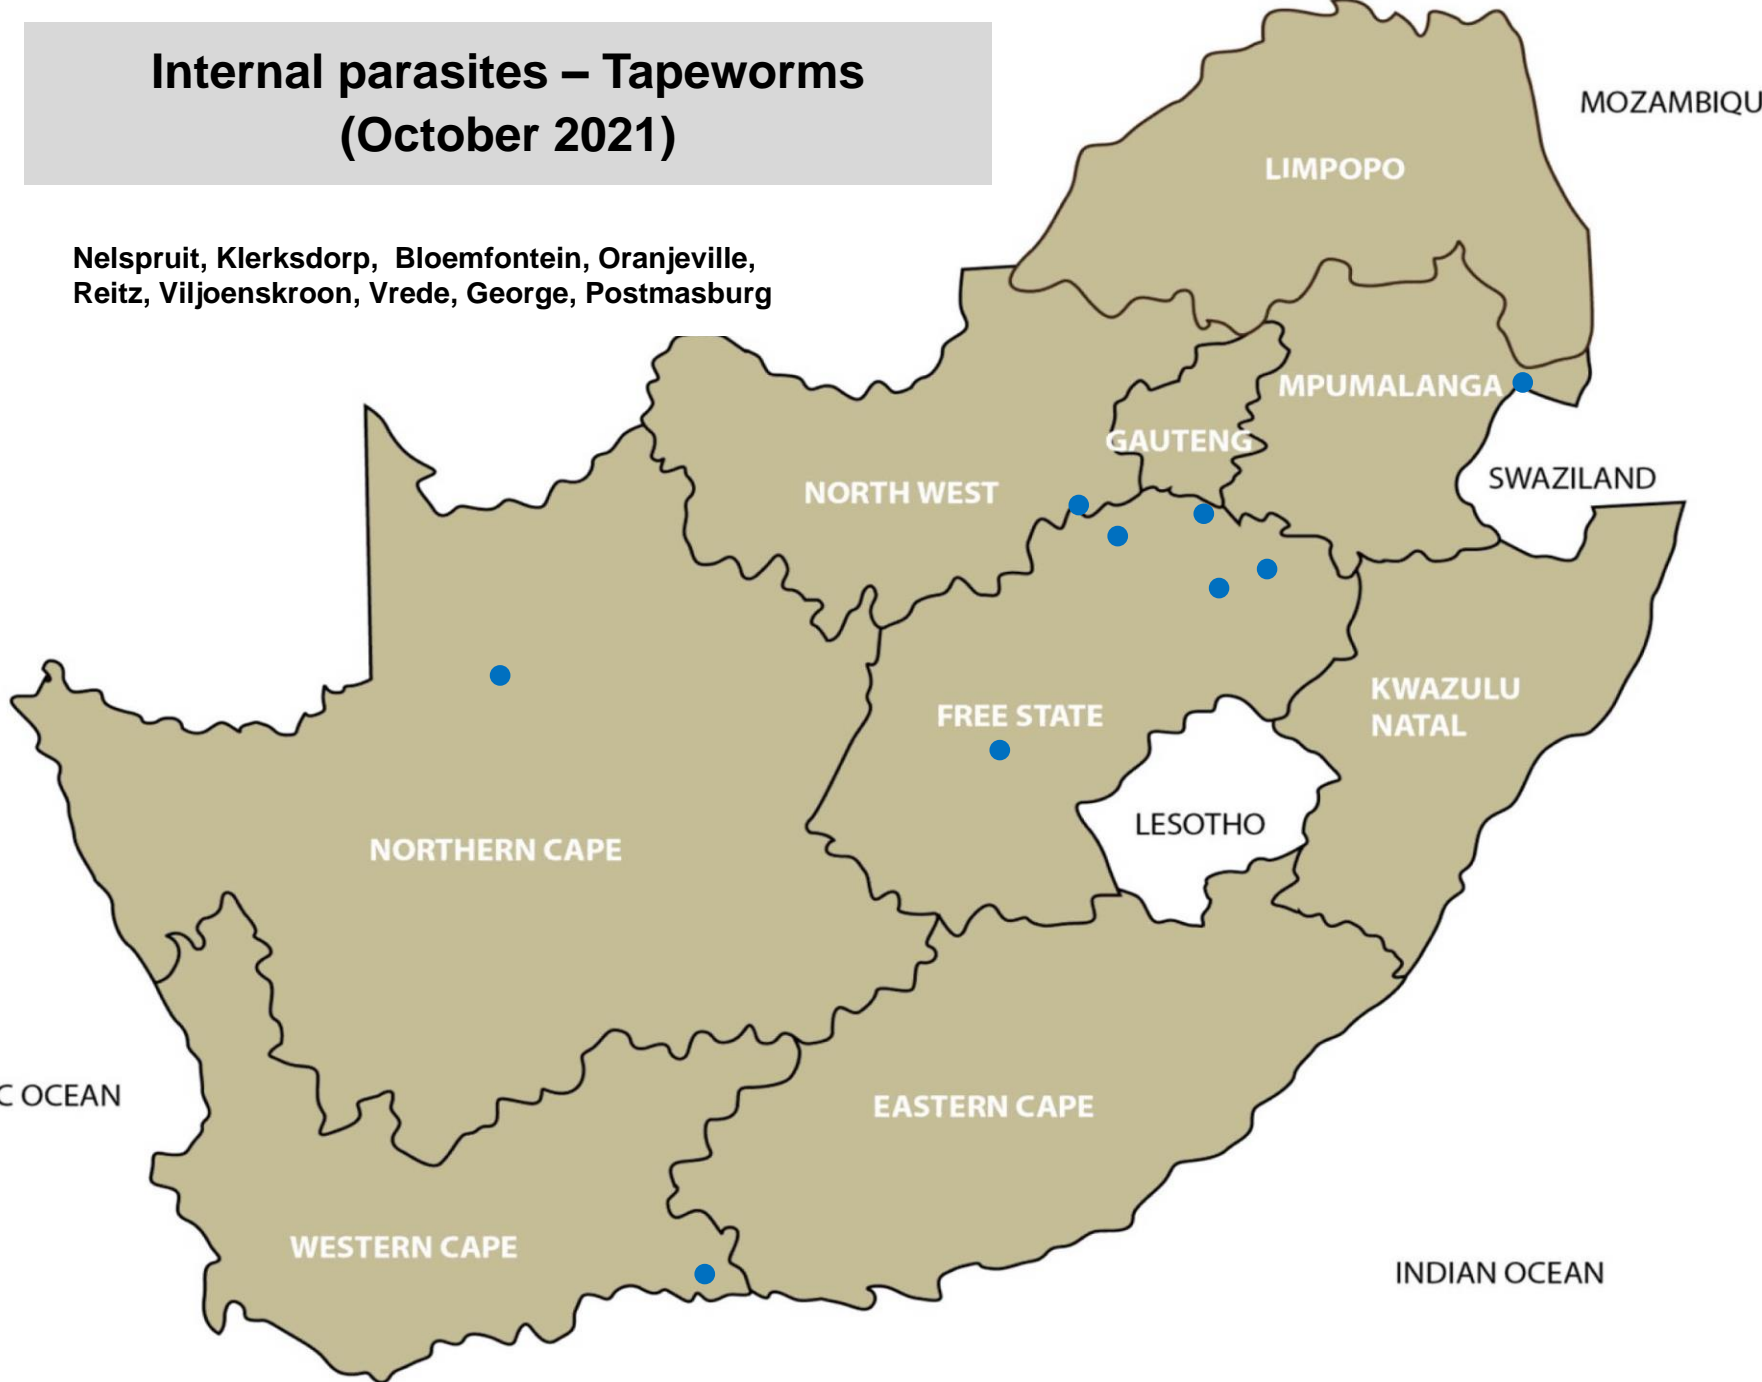 Internal parasites – Tapeworms
(October 2021)
MOZAMBIQU
LIMPOPO
Nelspruit, Klerksdorp,  Bloemfontein, Oranjeville,
Reitz, Viljoenskroon, Vrede, George, Postmasburg
MPUMALANGA
GAUTENG
SWAZILAND
NORTH WEST
KWAZULU
NATAL
FREE STATE
LESOTHO
NORTHERN CAPE
C OCEAN
EASTERN CAPE
WESTERN CAPE
INDIAN OCEAN